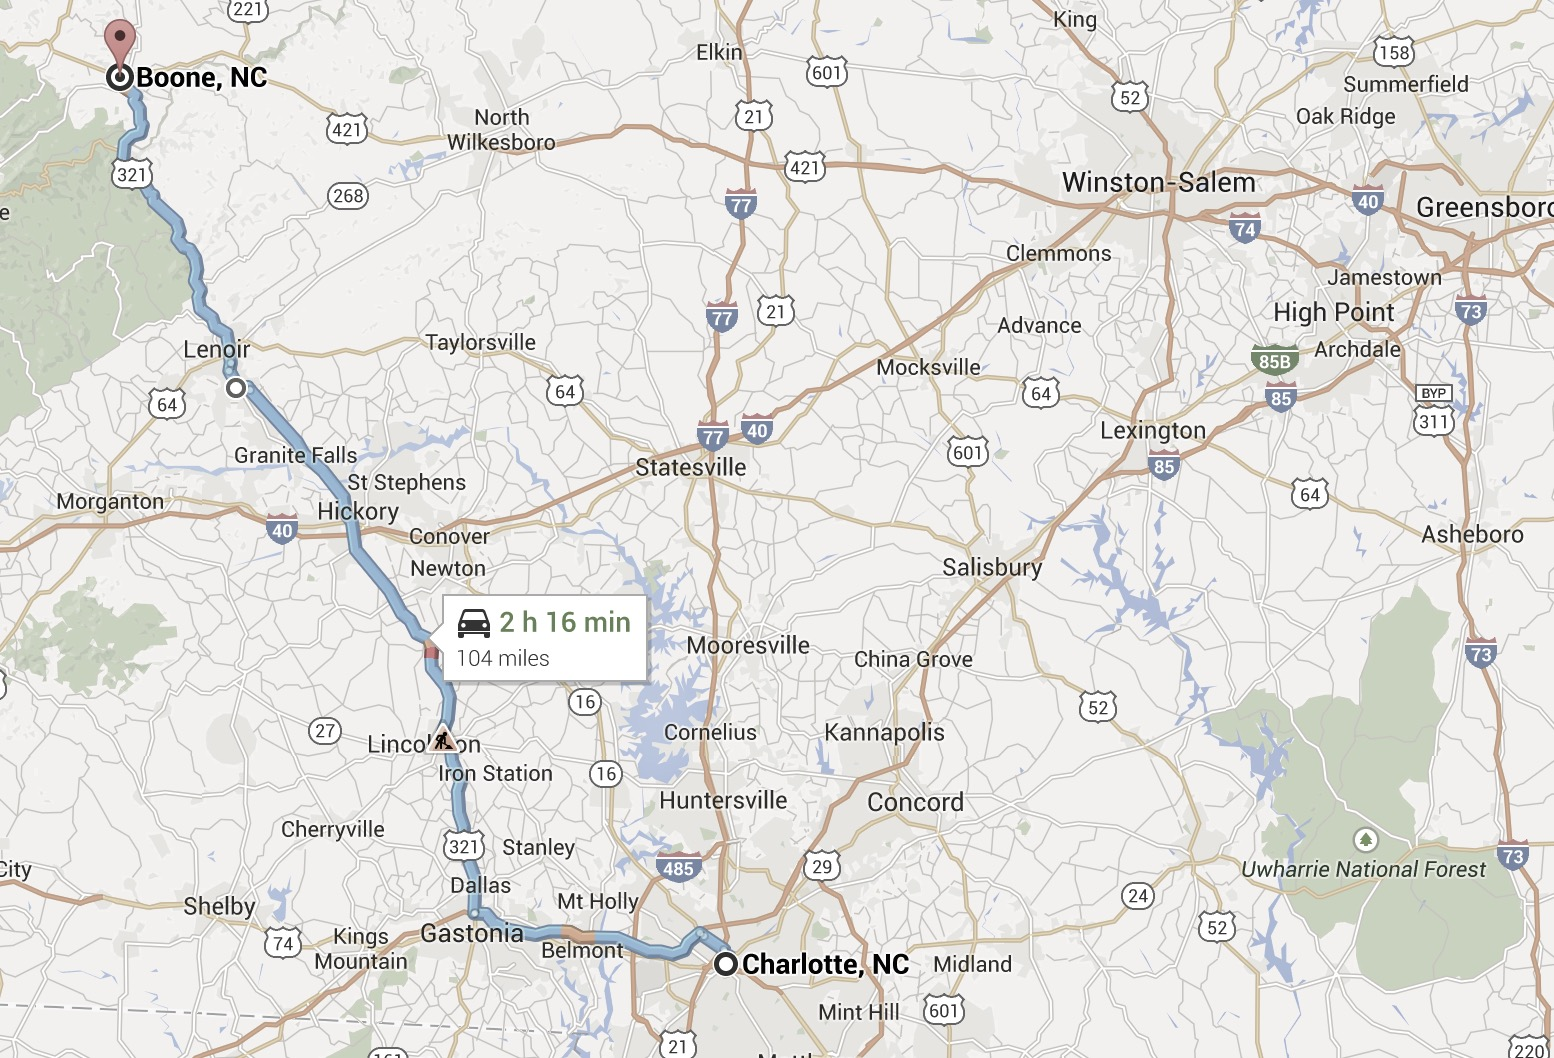 221
King
Elkin
158
601
Boone, NC
Summerfield
52
21
North
Wilkesboro
421
Oak Ridge
421
321
268
Winston-Salem
77
40
Greensboro
74
Clemmons
Jamestown
77
21
High Point
73
Advance
Lenoir
Taylorsville
85B
Archdale
Mocksville
64
64
64
85
BYP
311
77
40
Lexington
Granite Falls
601
Statesville
85
St Stephens
Morganton
64
Hickory
40
Conover
Asheboro
Newton
Salisbury
2 h 16 min
104 miles
Mooresville
China Grove
73
16
52
27
Cornelius
Kannapolis
Iron Station
16
Huntersville
Concord
Cherryville
321
Stanley
485
29
Uwharrie National Forest
73
City
Dallas
Mt Holly
24
Shelby
52
74
Kings
Mountain
Gastonia
Belmont
Charlotte, NC
Midland
Mint Hill
601
21
220